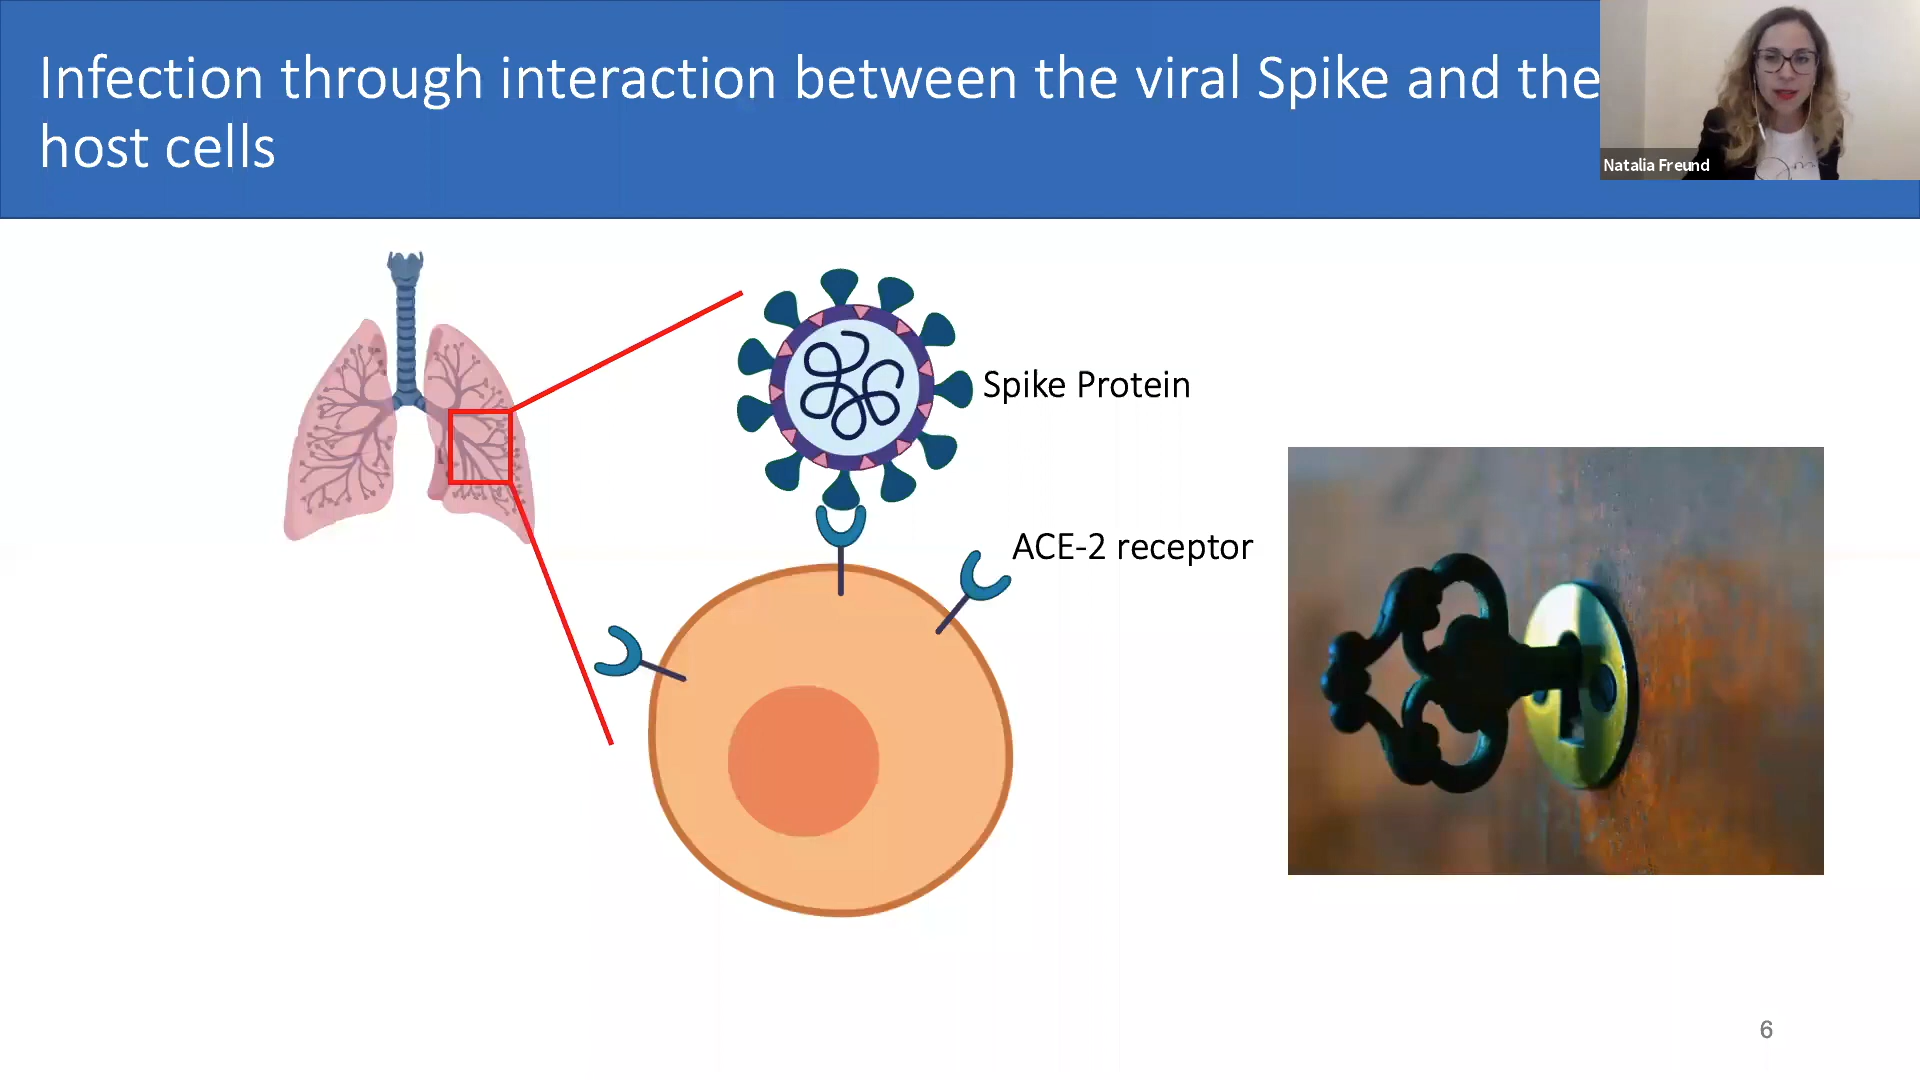 Infection through interaction between the viral Spike and the
host cells
Natalia Freund
Spike Protein
ACE-2 receptor
6